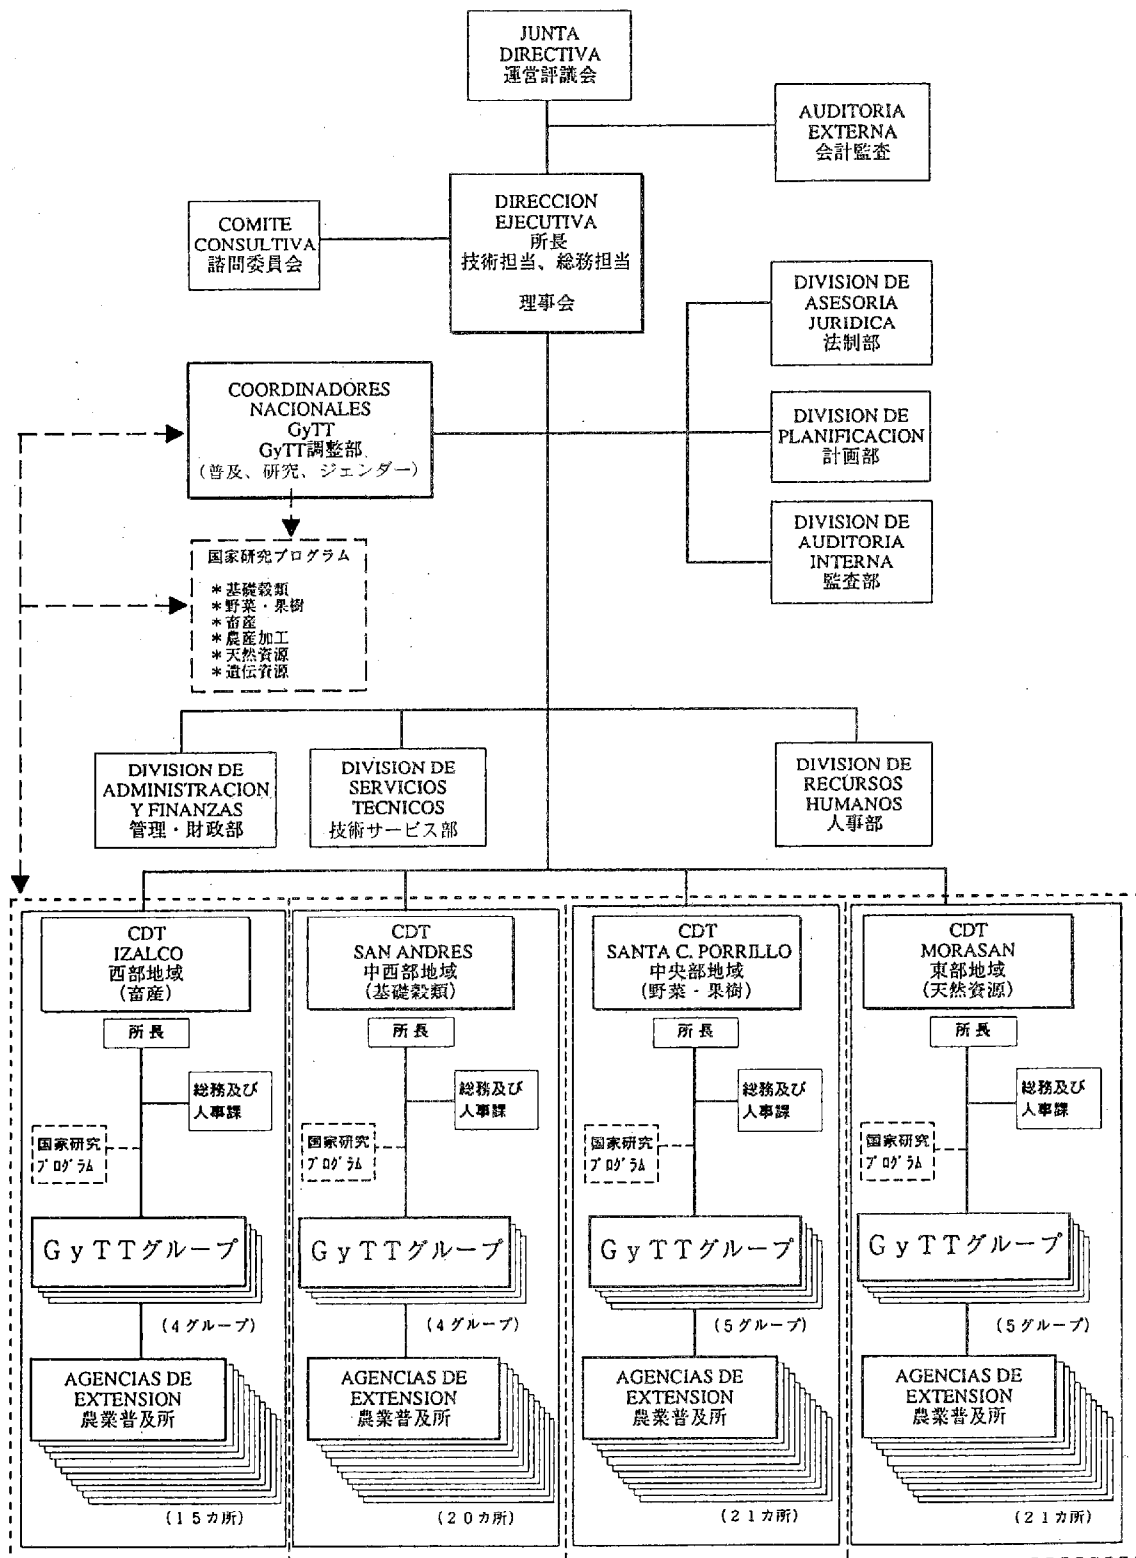 JUNTA
DIRECTIVA
運営評議会
AUDITORIA
EXTERNA
会計監査
DIRECCION
EJECUTIVA
所長
技術担当、総務担当
理事会
COMITE
CONSULTIVA
諮問委員会
DIVISION DE
ASESORIA
JURIDICA
法制部
COORDINADORES
NACIONALES
GyTT
GyTT調整部
(普及、研究、ジェンダー)
DIVISION DE
PLANIFICACION
計画部
DIVISION DE
AUDITORIA
INTERNA
監査部
国家研究プログラム
*基礎穀類
*野菜・果樹
*畜産
*農産加工
*天然資源
*遺伝資源
DIVISION DE
ADMINISTRACION
Y FINANZAS
管理・財政部
DIVISION DE
SERVICIOS
TECNICOS
技術サービス部
DIVISION DE
RECURSOS
HUMANOS
人事部
CDT
IZALCO
西部地域
(畜産)
所長
総務及び
人事課
国家研究
プログラム
GyTTグループ
(4グループ)
AGENCIAS DE
EXTENSION
農業普及所
(15カ所)
CDT
SAN ANDRES
中西部地域
(基礎穀類)
所長
総務及び
人事課
国家研究
プログラム
GyTTグループ
(4グループ)
AGENCIAS DE
EXTENSION
農業普及所
(20カ所)
CDT
SANTA C. PORRILLO
中央部地域
(野菜・果樹)
所長
総務及び
人事課
国家研究
プログラム
GyTTグループ
(5グループ)
AGENCIAS DE
EXTENSION
農業普及所
(21カ所)
CDT
MORASAN
東部地域
(天然資源)
所長
総務及び
人事課
国家研究
プログラム
GyTTグループ
(5グループ)
AGENCIAS DE
EXTENSION
農業普及所
(21カ所)